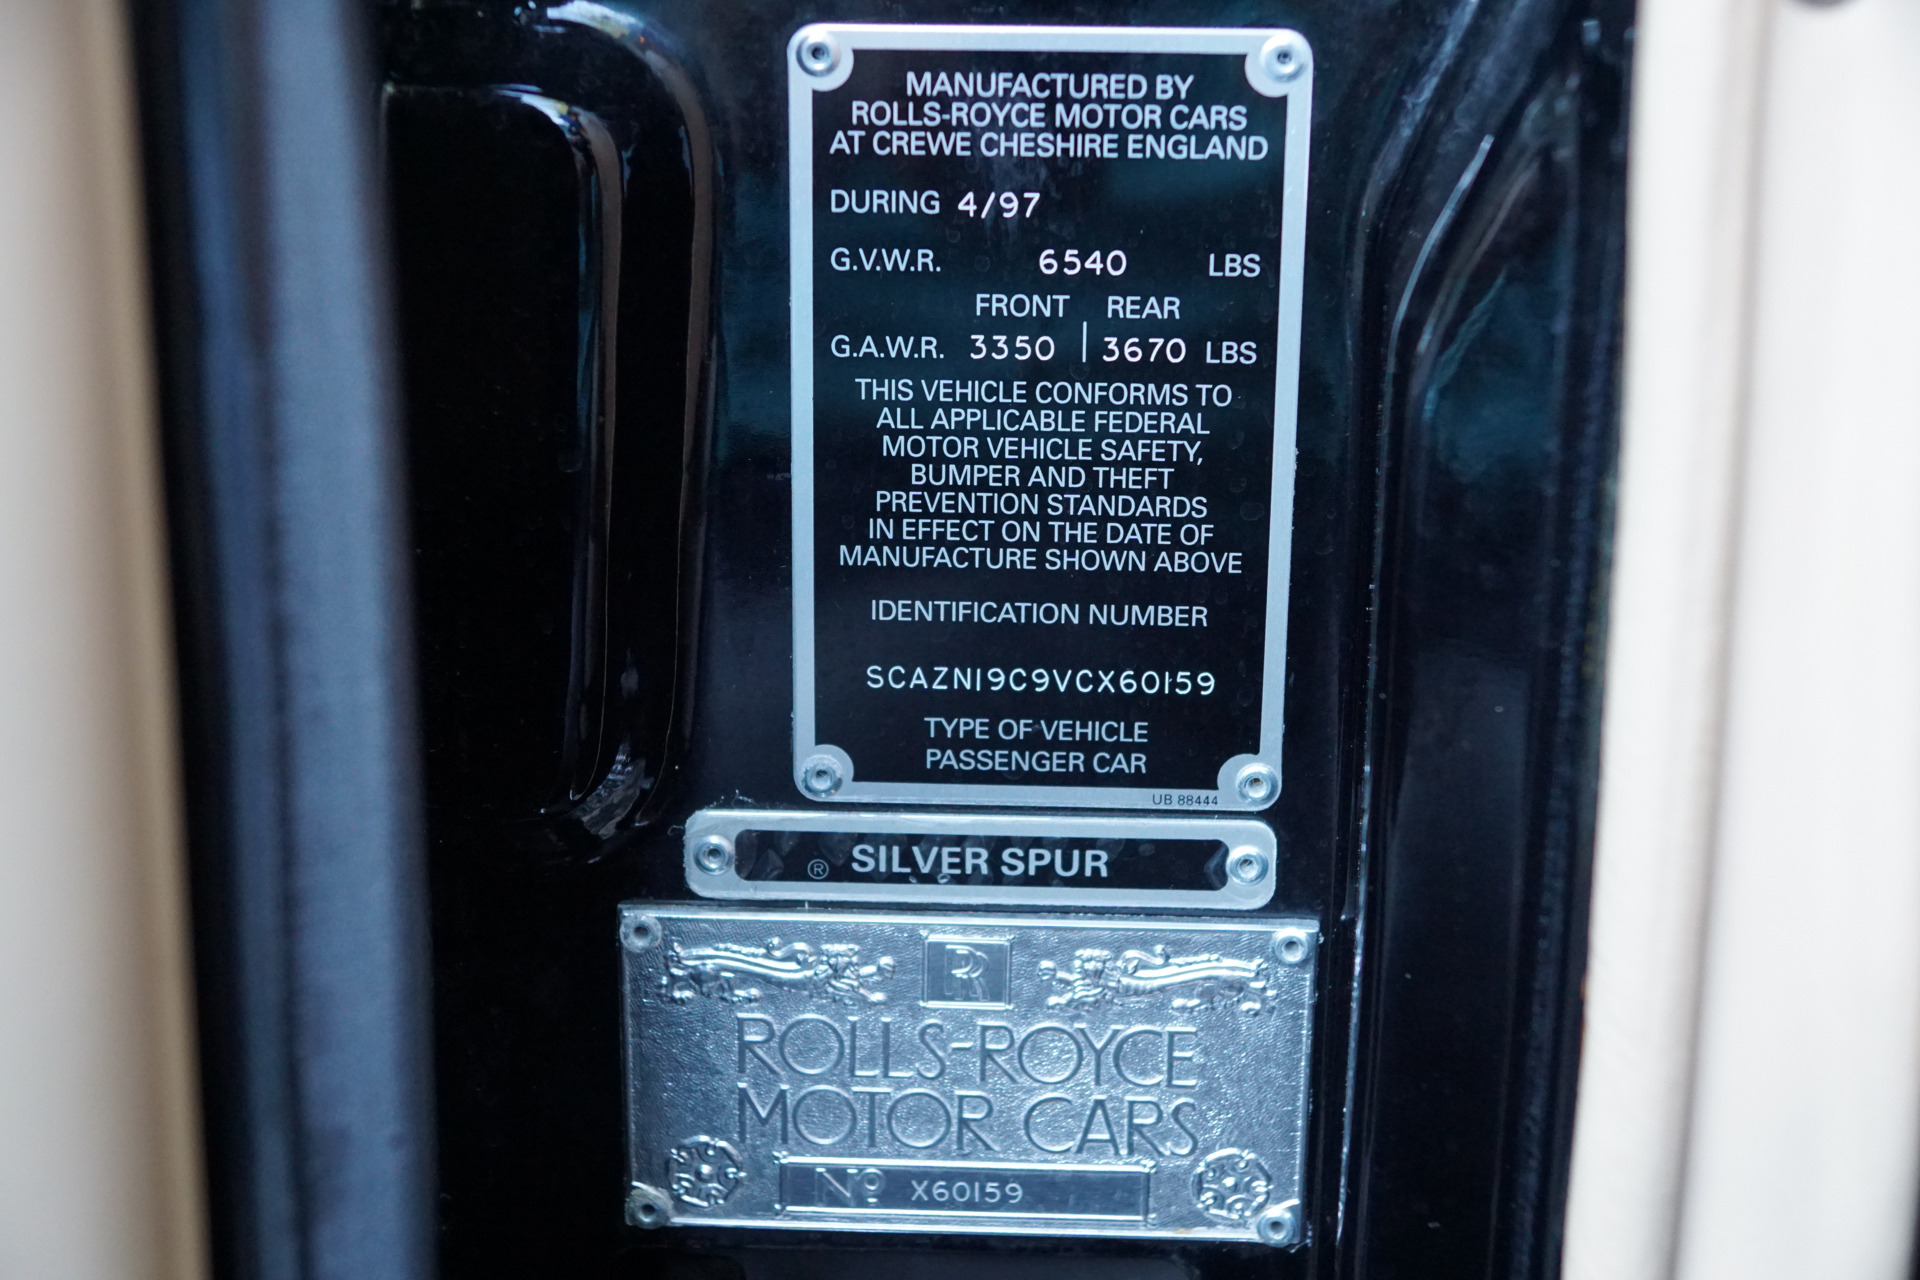 MANUFACTURED BY
ROLLS-ROYCE MOTOR CARS
AT CREWE CHESHIRE ENGLAND
DURING 4/97
G.V.W.R. 6540 LBS
FRONT REAR
G.A.W.R. 3350 | 3670 LBS
THIS VEHICLE CONFORMS TO
ALL APPLICABLE FEDERAL
MOTOR VEHICLE SAFETY,
BUMPER AND THEFT
PREVENTION STANDARDS
IN EFFECT ON THE DATE OF
MANUFACTURE SHOWN ABOVE
IDENTIFICATION NUMBER
SCAZN19C9VCX60159
TYPE OF VEHICLE
PASSENGER CAR
UB 88444
® SILVER SPUR
RR
ROLLS-ROYCE
MOTOR CARS
Nº X60159